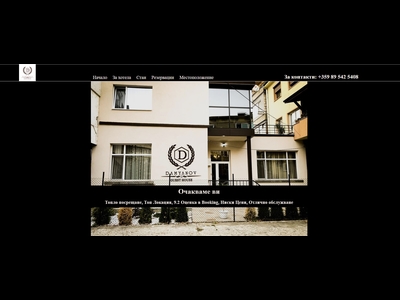 Начало За хотела Стаи Резервация Местоположение
За контакти: +359 89 542 5408
D
DAMYANOV
GUEST HOUSE
Очакваме ви
Топло посрещане, Топ Локация, 9.2 Оценка в Booking, Ниски Цени, Отлично обслужване